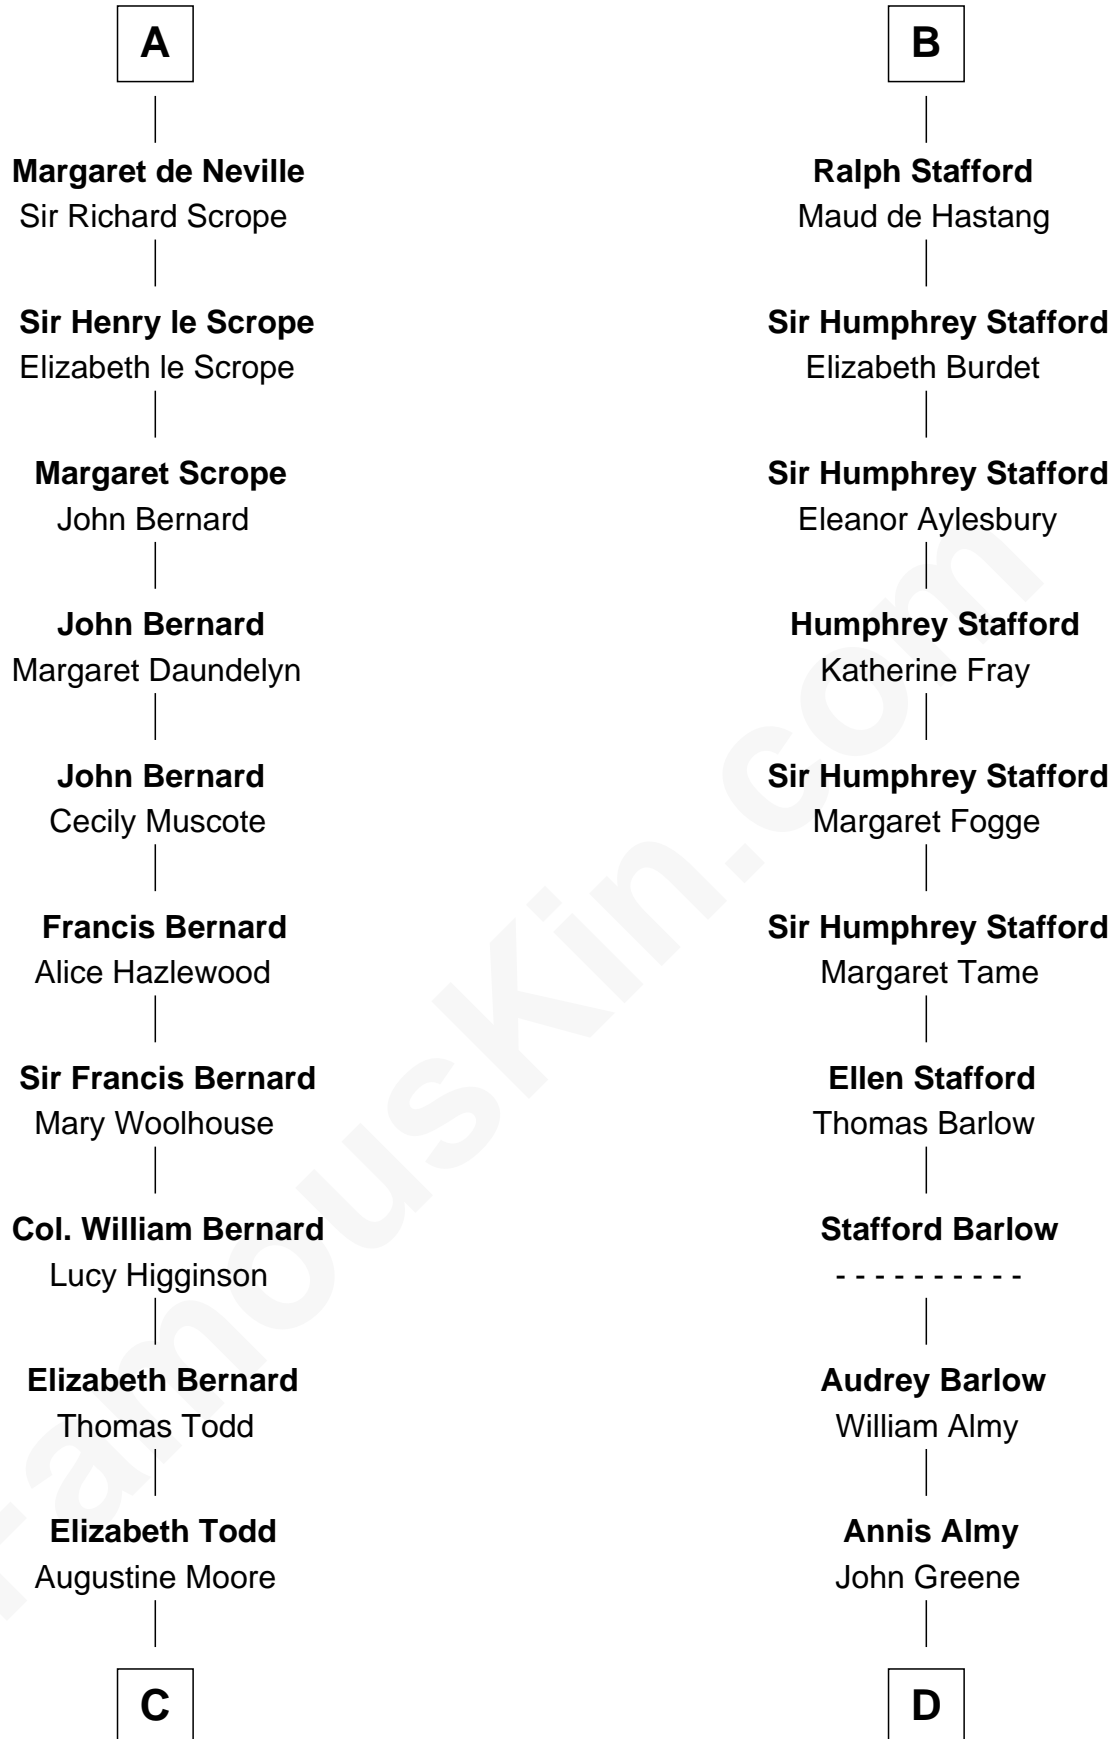 A
Margaret de Neville
Sir Richard Scrope
Sir Henry le Scrope
Elizabeth le Scrope
Margaret Scrope
John Bernard
John Bernard
Margaret Daundelyn
John Bernard
Cecily Muscote
Francis Bernard
Alice Hazlewood
Sir Francis Bernard
Mary Woolhouse
Col. William Bernard
Lucy Higginson
Elizabeth Bernard
Thomas Todd
Elizabeth Todd
Augustine Moore
C
B
Ralph Stafford
Maud de Hastang
Sir Humphrey Stafford
Elizabeth Burdet
Sir Humphrey Stafford
Eleanor Aylesbury
Humphrey Stafford
Katherine Fray
Sir Humphrey Stafford
Margaret Fogge
Sir Humphrey Stafford
Margaret Tame
Ellen Stafford
Thomas Barlow
Stafford Barlow
- - - - - - - - - -
Audrey Barlow
William Almy
Annis Almy
John Greene
D
FamousKin.com